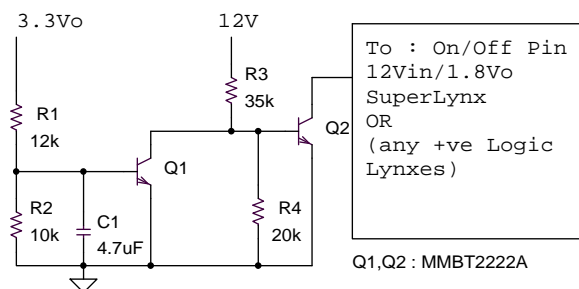 3.3Vo
12V
R1
12k
R2
10k
C1
4.7uF
Q1
R3
35k
R4
20k
Q2
To : On/Off Pin
12Vin/1.8Vo
SuperLynx
OR
(any +ve Logic
Lynxes)
Q1,Q2 : MMBT2222A